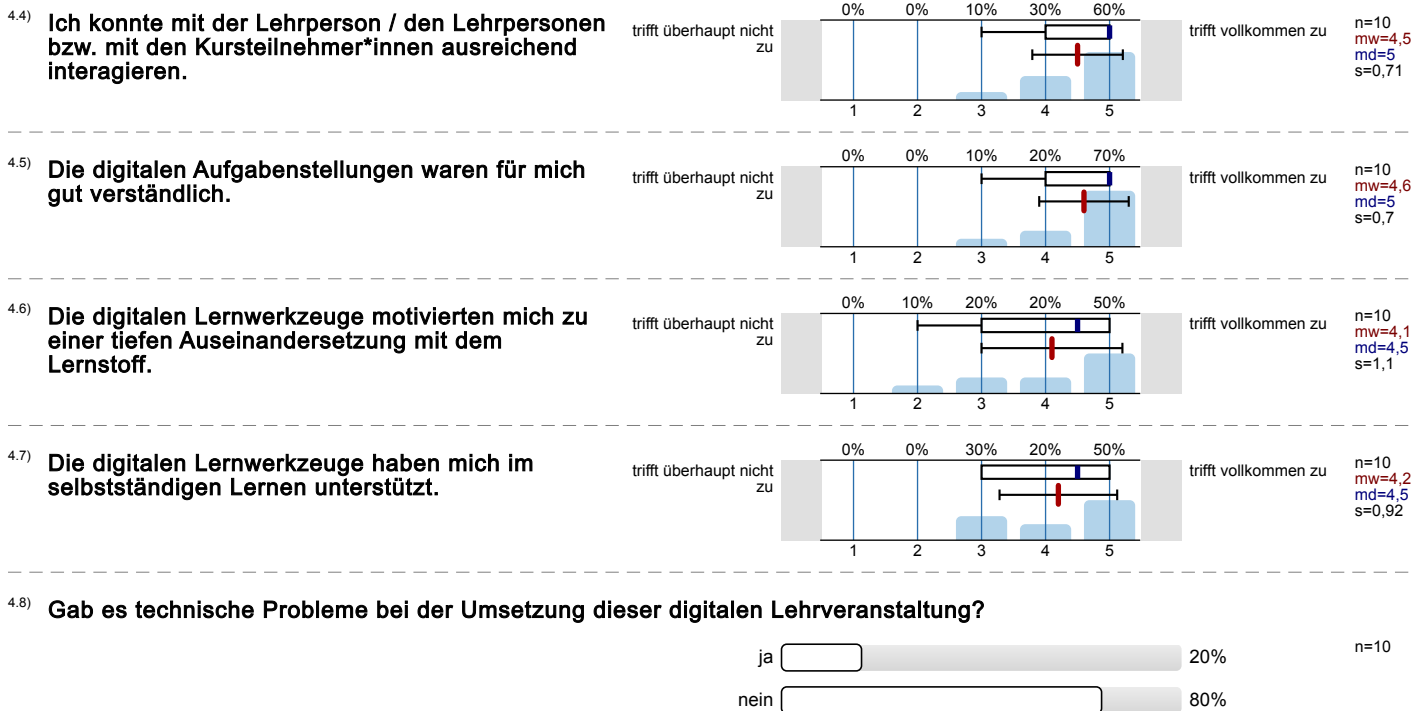 4.4) Ich konnte mit der Lehrperson / den Lehrpersonen
bzw. mit den Kursteilnehmer*innen ausreichend
interagieren.
trifft überhaupt nicht
zu
0% 0% 10% 30% 60%
1 2 3 4 5
trifft vollkommen zu
n=10
mw=4,5
md=5
s=0,71
4.5) Die digitalen Aufgabenstellungen waren für mich
gut verständlich.
trifft überhaupt nicht
zu
0% 0% 10% 20% 70%
1 2 3 4 5
trifft vollkommen zu
n=10
mw=4,6
md=5
s=0,7
4.6) Die digitalen Lernwerkzeuge motivierten mich zu
einer tiefen Auseinandersetzung mit dem
Lernstoff.
trifft überhaupt nicht
zu
0% 10% 20% 20% 50%
1 2 3 4 5
trifft vollkommen zu
n=10
mw=4,1
md=4,5
s=1,1
4.7) Die digitalen Lernwerkzeuge haben mich im
selbstständigen Lernen unterstützt.
trifft überhaupt nicht
zu
0% 0% 30% 20% 50%
1 2 3 4 5
trifft vollkommen zu
n=10
mw=4,2
md=4,5
s=0,92
4.8) Gab es technische Probleme bei der Umsetzung dieser digitalen Lehrveranstaltung?
ja 20% n=10
nein 80%